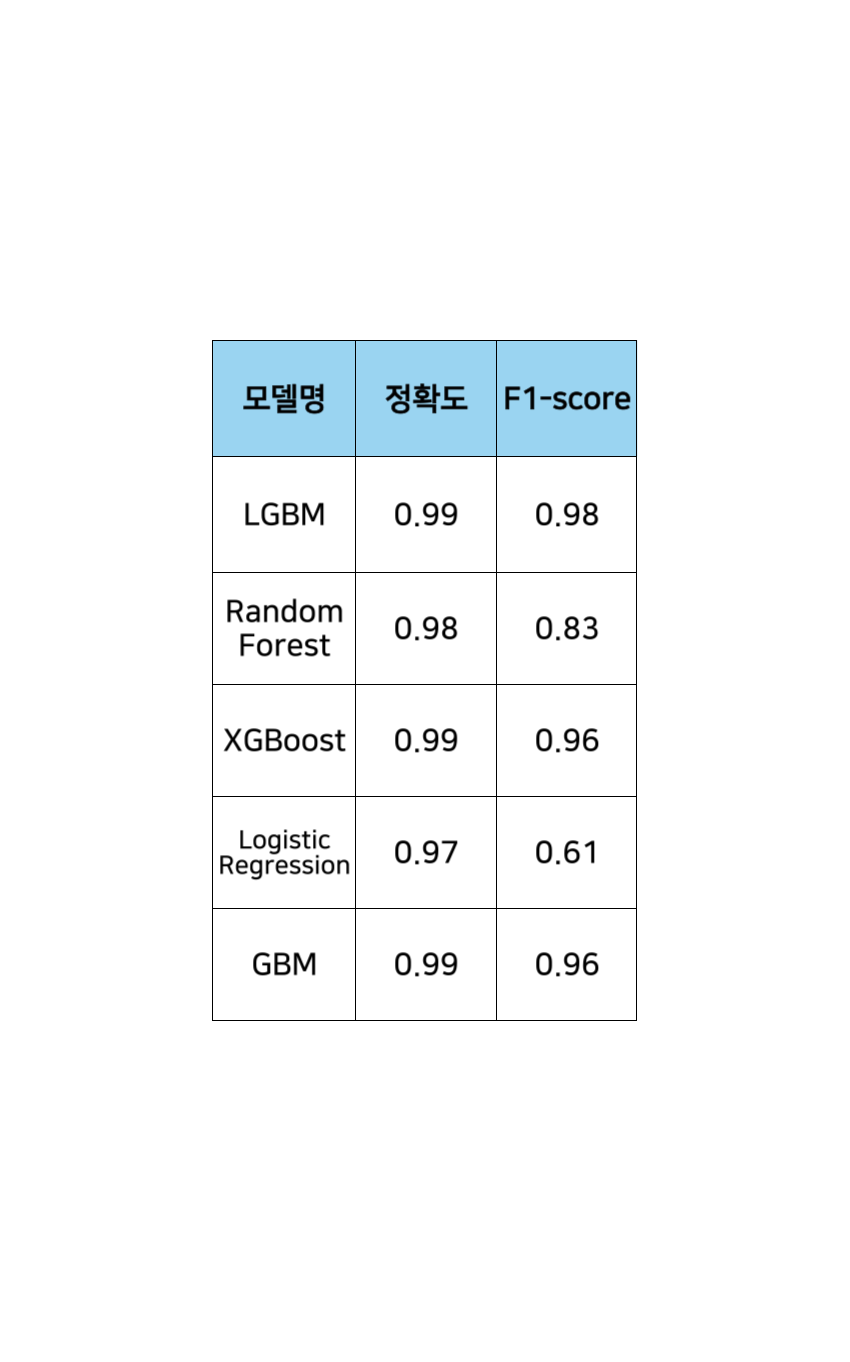 모델명 정확도 F1-score
LGBM 0.99 0.98
Random
Forest 0.98 0.83
XGBoost 0.99 0.96
Logistic
Regression 0.97 0.61
GBM 0.99 0.96